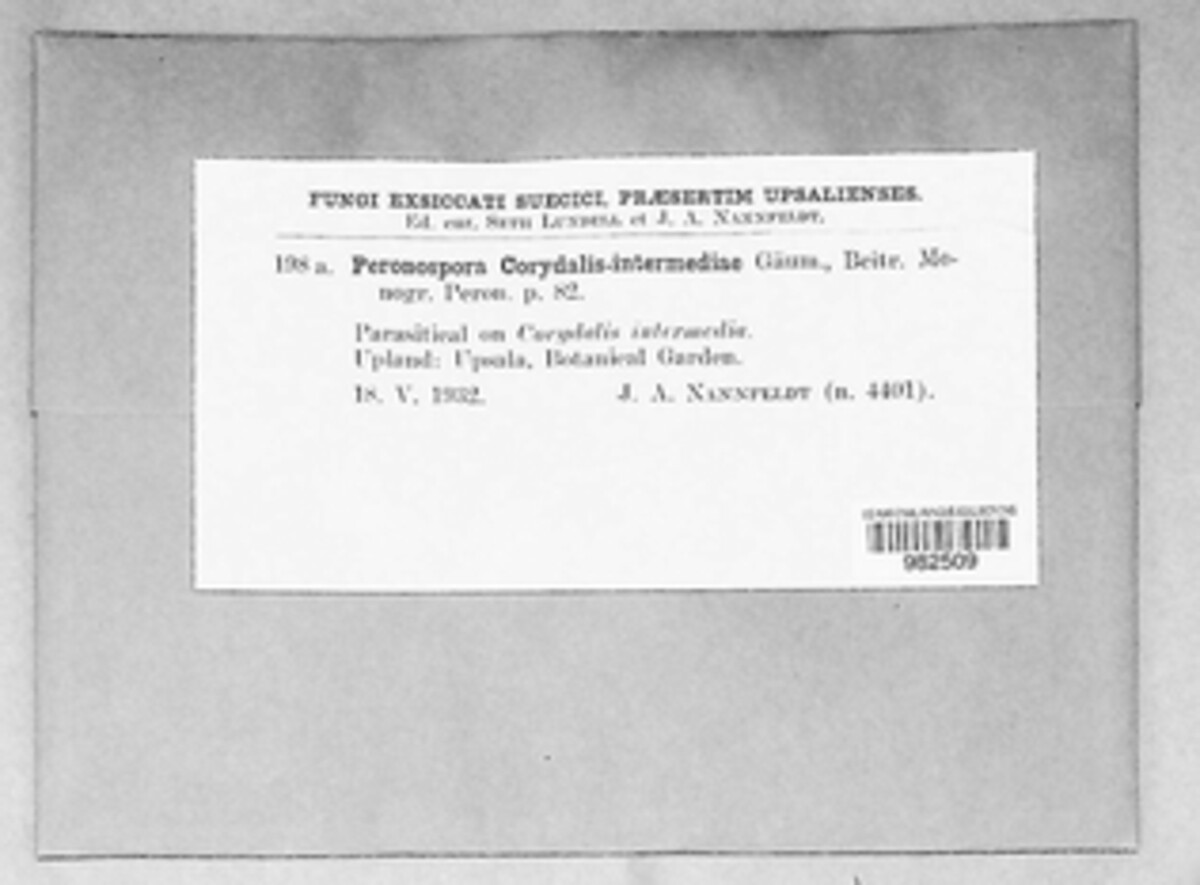 FUNGI EXSICCATI SUECICI, PRÆSERTIM UPSALIENSES.
Ed. cur. Seth Lundell et J. A. Nannfeldt.
198 a. Peronospora Corydalis-intermediae Gäum., Beitr. Mo-
nogr. Peron. p. 82.
Parasitical on Corydalis intermedia.
Upland: Upsala, Botanical Garden.
18. V. 1932. J. A. Nannfeldt (n. 4401).
982509